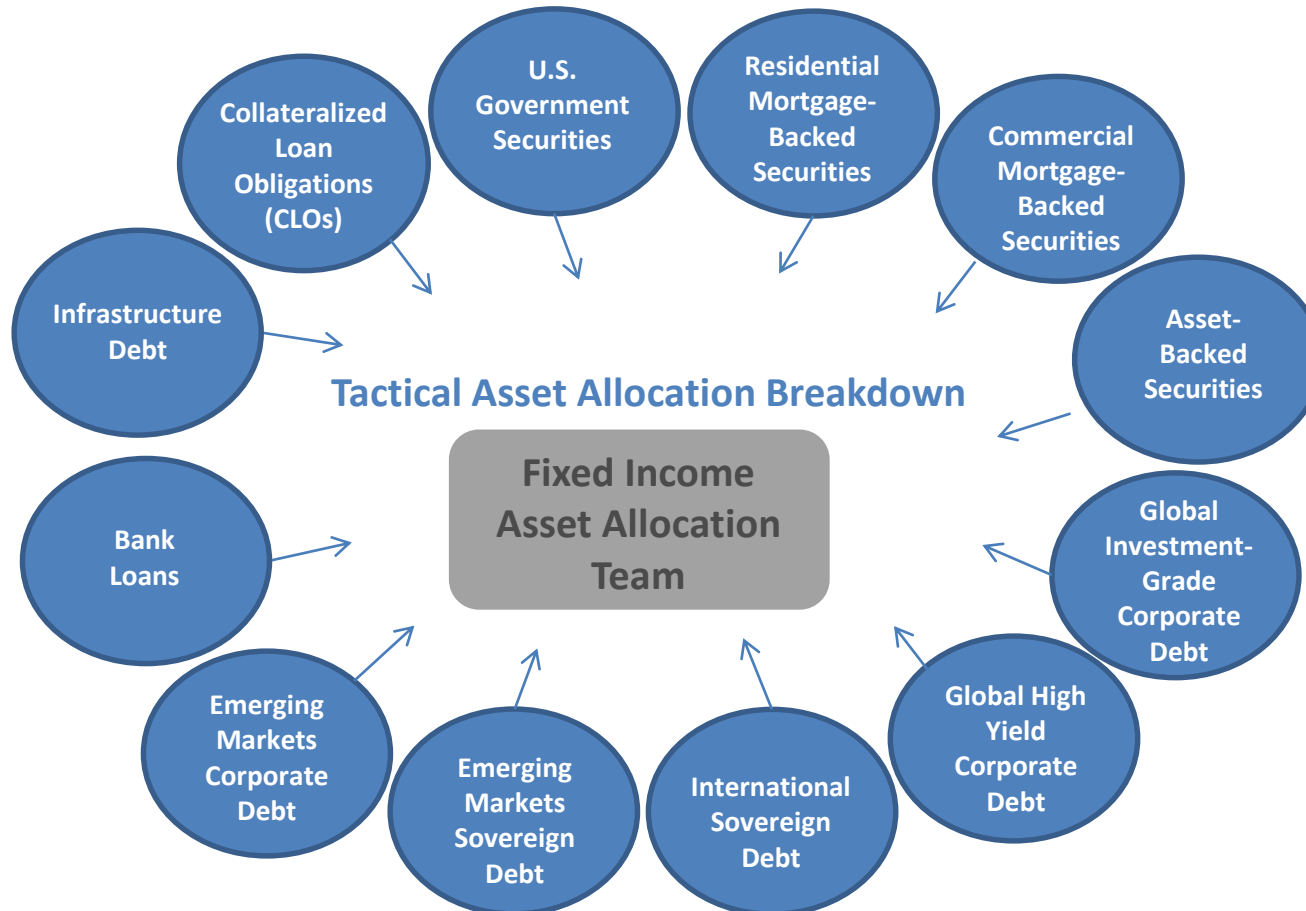 U.S.
Government
Securities
Residential
Mortgage-
Backed
Securities
Commercial
Mortgage-
Backed
Securities
Asset-
Backed
Securities
Global
Investment-
Grade
Corporate
Debt
Global High
Yield
Corporate
Debt
International
Sovereign
Debt
Emerging
Markets
Sovereign
Debt
Emerging
Markets
Corporate
Debt
Bank
Loans
Infrastructure
Debt
Collateralized
Loan
Obligations
(CLOs)
Tactical Asset Allocation Breakdown
Fixed Income
Asset Allocation
Team